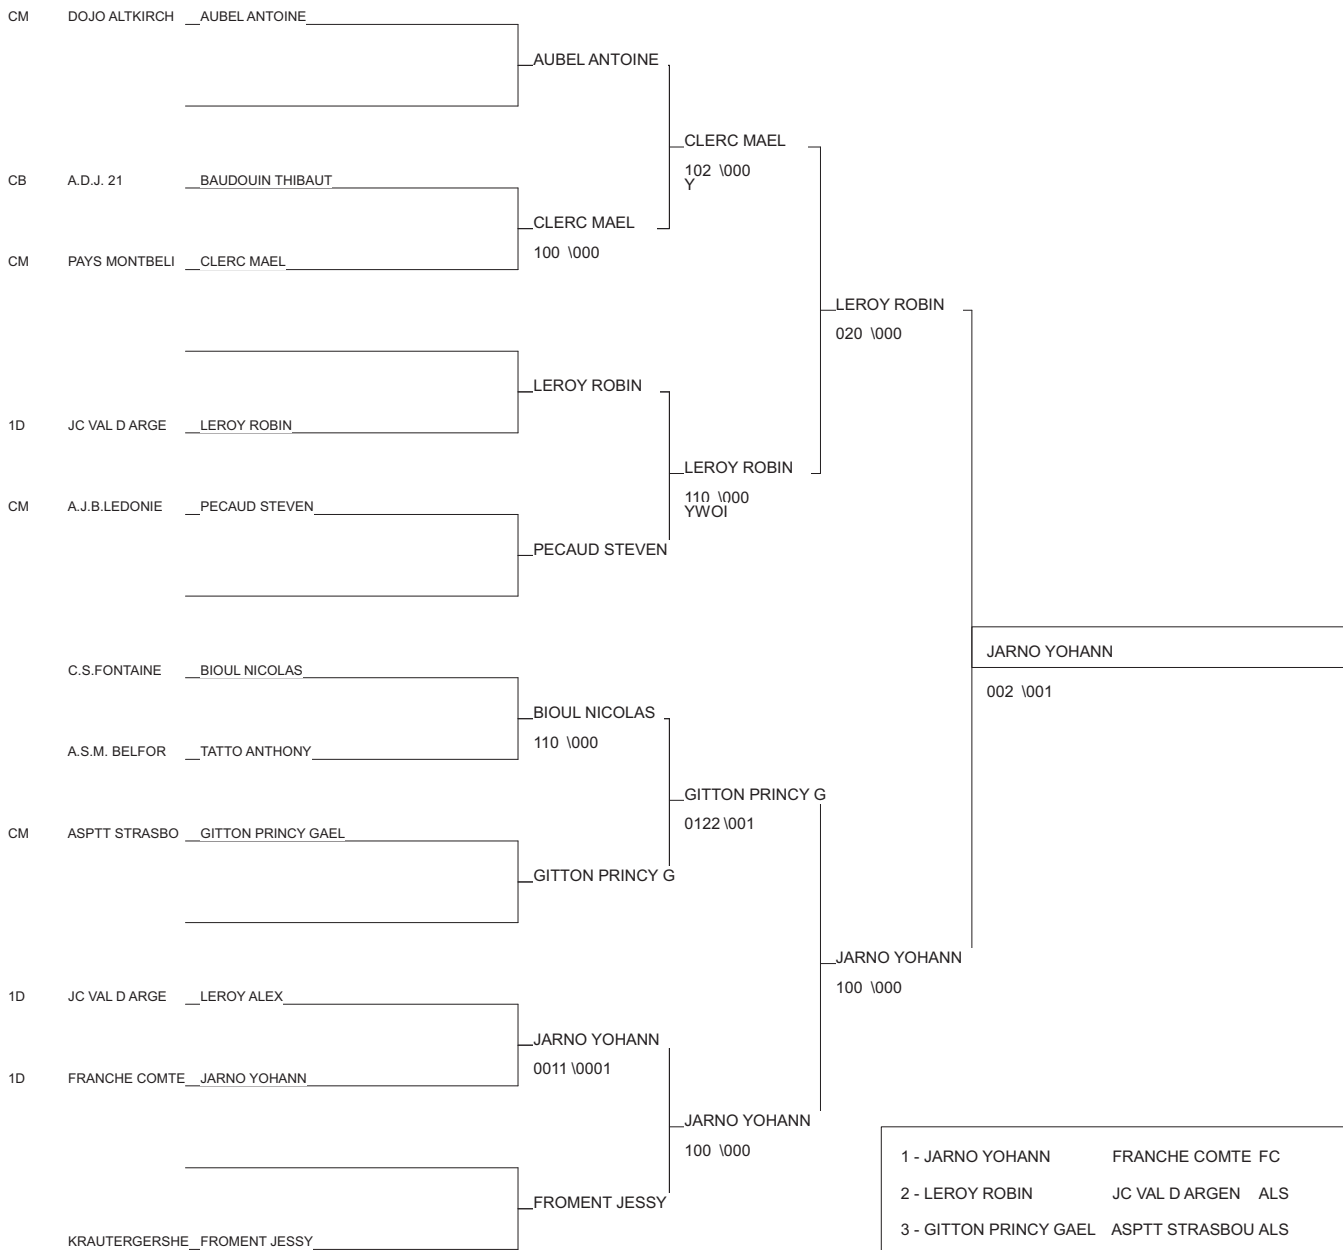 CM DOJO ALTKIRCH AUBEL ANTOINE
AUBEL ANTOINE
CLERC MAEL
102 \000
Y
CB A.D.J. 21 BAUDOUIN THIBAUT
CLERC MAEL
100 \000
CM PAYS MONTBELI CLERC MAEL
LEROY ROBIN
020 \000
LEROY ROBIN
1D JC VAL D ARGE LEROY ROBIN
LEROY ROBIN
110 \000
YWOI
CM A.J.B.LEDONIE PECAUD STEVEN
PECAUD STEVEN
JARNO YOHANN
002 \001
C.S.FONTAINE BIOUL NICOLAS
BIOUL NICOLAS
110 \000
A.S.M. BELFOR TATTO ANTHONY
GITTON PRINCY G
0122 \001
CM ASPTT STRASBO GITTON PRINCY GAEL
GITTON PRINCY G
JARNO YOHANN
100 \000
1D JC VAL D ARGE LEROY ALEX
JARNO YOHANN
0011 \0001
1D FRANCHE COMTE JARNO YOHANN
JARNO YOHANN
100 \000
FROMENT JESSY
KRAUTERGERSHE FROMENT JESSY
1 - JARNO YOHANN FRANCHE COMTE FC
2 - LEROY ROBIN JC VAL D ARGEN ALS
3 - GITTON PRINCY GAEL ASPTT STRASBOU ALS